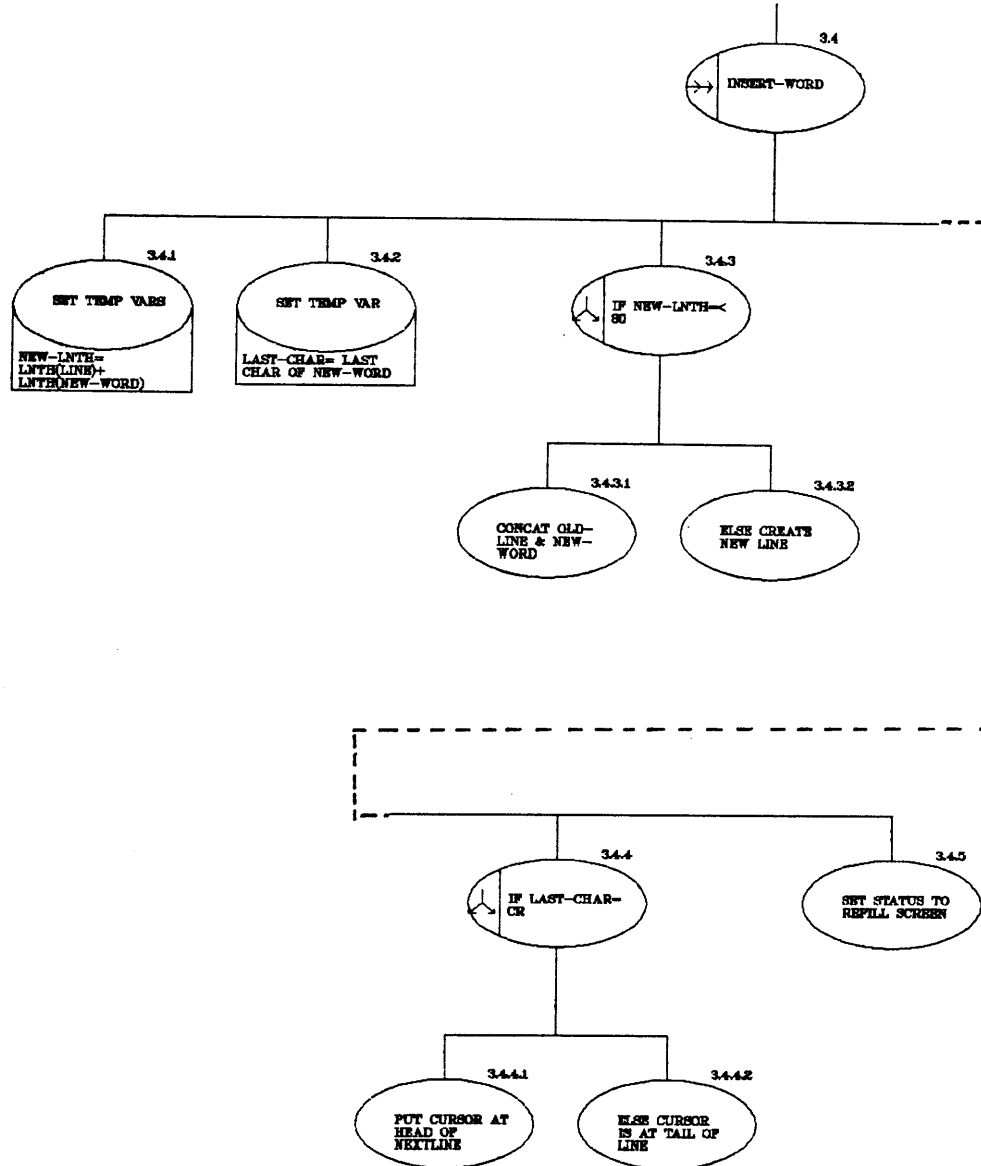 3.4
INSERT-WORD
3.4.1
SET TEMP VARS
NEW-LNTH=
LNTH(LINE)+
LNTH(NEW-WORD)
3.4.2
SET TEMP VAR
LAST-CHAR= LAST
CHAR OF NEW-WORD
3.4.3
IF NEW-LNTH=<
80
3.4.3.1
CONCAT OLD-
LINE & NEW-
WORD
3.4.3.2
ELSE CREATE
NEW LINE
3.4.4
IF LAST-CHAR=
CR
3.4.5
SET STATUS TO
REFILL SCREEN
3.4.4.1
PUT CURSOR AT
HEAD OF
NEXTLINE
3.4.4.2
ELSE CURSOR
IS AT TAIL OF
LINE